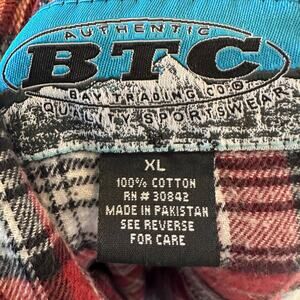 AUTHENTIC
BTC
BAY TRADING CO.®
QUALITY SPORTSWEAR
XL
100% COTTON
RN # 30842
MADE IN PAKISTAN
SEE REVERSE
FOR CARE